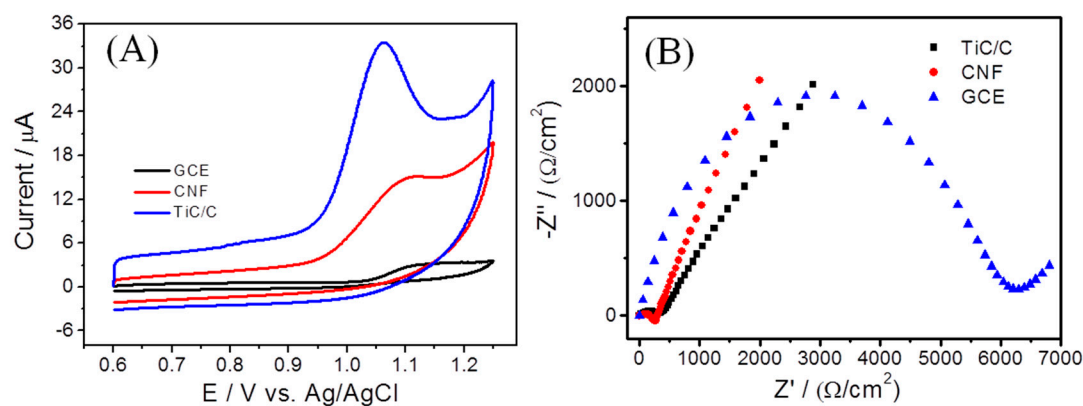 (A)
36
30
24
18
12
6
0
-6
Current / μA
GCE
CNF
TiC/C
0.6 0.7 0.8 0.9 1.0 1.1 1.2
E / V vs. Ag/AgCl
(B)
2000
1000
0
-Z'' / (Ω/cm2)
TiC/C
CNF
GCE
0 1000 2000 3000 4000 5000 6000 7000
Z' / (Ω/cm2)